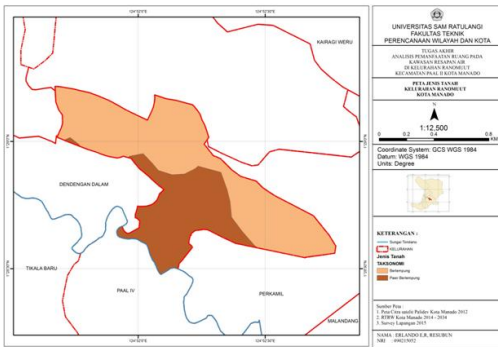 KAIRAGI WERU
DENDENGAN DALAM
TIKALA BARU
PAAL IV
PERKAMIL
MALANDANG
UNIVERSITAS SAM RATULANGI
FAKULTAS TEKNIK
PERENCANAAN WILAYAH DAN KOTA
TUGAS AKHIR
ANALISIS PEMANFAATAN RUANG PADA
KAWASAN RESAPAN AIR
DI KELURAHAN RANOMUUT
KECAMATAN PAAL II KOTA MANADO
PETA JENIS TANAH
KELURAHAN RANOMUUT
KOTA MANADO
N
1:12.500
0 0.2 0.4 0.8
KM
Coordinate System: GCS WGS 1984
Datum: WGS 1984
Units: Degree
KETERANGAN :
Sungai Tondano
KELURAHAN
Jenis Tanah
TAKSONOMI
Berlempung
Pasir Berlempung
Sumber Peta :
1. Peta Citra satelit Manado 2012
2. RTRW Kota Manado 2014 - 2034
3. Survey Lapangan 2015
NAMA : ERLANDO E.R. RESUBUN
NRI :